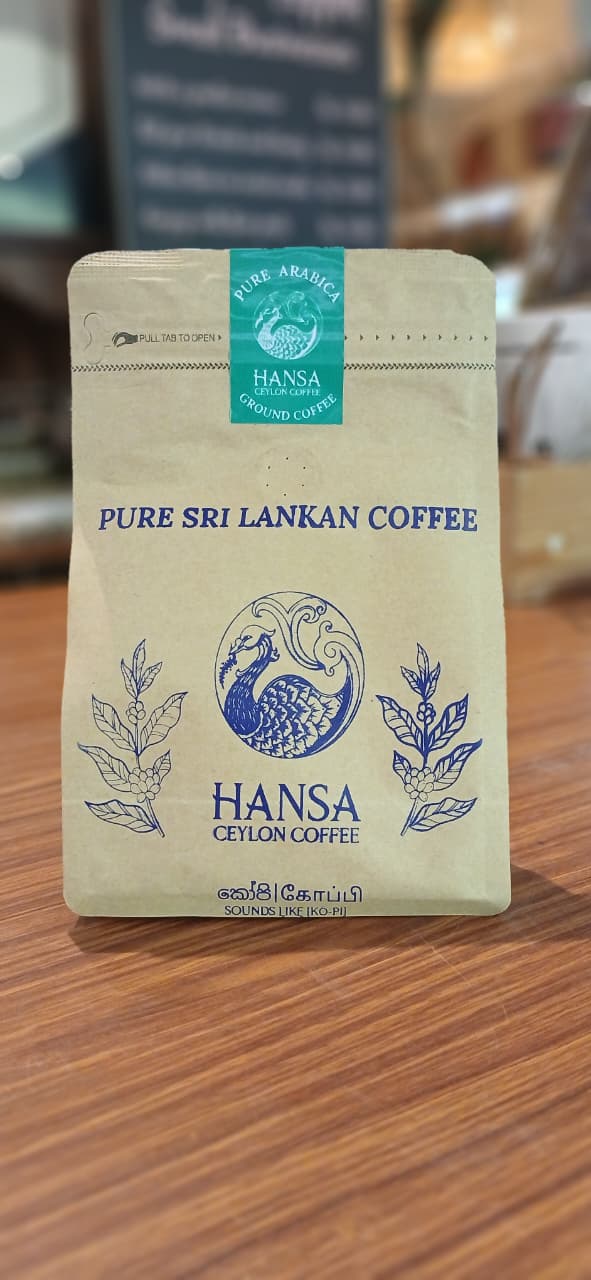 PURE ARABICA
PULL TAB TO OPEN
HANSA
CEYLON COFFEE
GROUND COFFEE
PURE SRI LANKAN COFFEE
HANSA
CEYLON COFFEE
කෝපි|கோப்பி
SOUNDS LIKE [KO-PI]